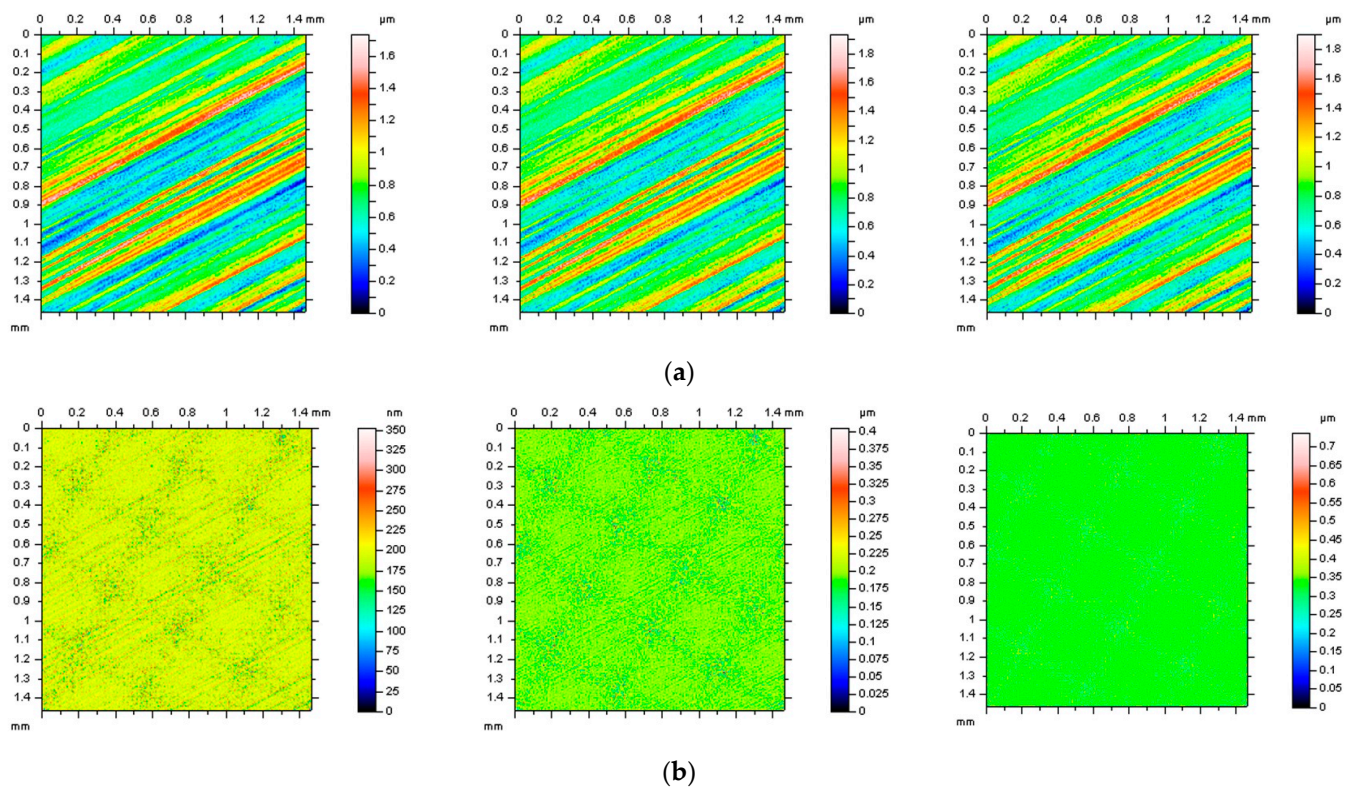 0 0.2 0.4 0.6 0.8 1 1.2 1.4 mm µm 0 0.2 0.4 0.6 0.8 1 1.2 1.4 mm µm 0 0.2 0.4 0.6 0.8 1 1.2 1.4 mm µm
0 0.1 0.2 0.3 0.4 0.5 0.6 0.7 0.8 0.9 1 1.1 1.2 1.3 1.4 mm
1.6 1.4 1.2 1 0.8 0.6 0.4 0.2 0
0 0.1 0.2 0.3 0.4 0.5 0.6 0.7 0.8 0.9 1 1.1 1.2 1.3 1.4 mm
1.8 1.6 1.4 1.2 1 0.8 0.6 0.4 0.2 0
0 0.1 0.2 0.3 0.4 0.5 0.6 0.7 0.8 0.9 1 1.1 1.2 1.3 1.4 mm
1.8 1.6 1.4 1.2 1 0.8 0.6 0.4 0.2 0
(a)
0 0.2 0.4 0.6 0.8 1 1.2 1.4 mm nm 0 0.2 0.4 0.6 0.8 1 1.2 1.4 mm µm 0 0.2 0.4 0.6 0.8 1 1.2 1.4 mm µm
0 0.1 0.2 0.3 0.4 0.5 0.6 0.7 0.8 0.9 1 1.1 1.2 1.3 1.4 mm
350 325 300 275 250 225 200 175 150 125 100 75 50 25 0
0 0.1 0.2 0.3 0.4 0.5 0.6 0.7 0.8 0.9 1 1.1 1.2 1.3 1.4 mm
0.4 0.375 0.35 0.325 0.3 0.275 0.25 0.225 0.2 0.175 0.15 0.125 0.1 0.075 0.05 0.025 0
0 0.1 0.2 0.3 0.4 0.5 0.6 0.7 0.8 0.9 1 1.1 1.2 1.3 1.4 mm
0.7 0.65 0.6 0.55 0.5 0.45 0.4 0.35 0.3 0.25 0.2 0.15 0.1 0.05 0
(b)